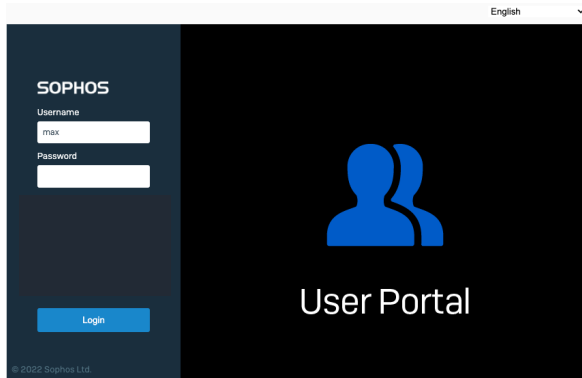 English
SOPHOS
Username
max
Password
Login
© 2022 Sophos Ltd.
User Portal